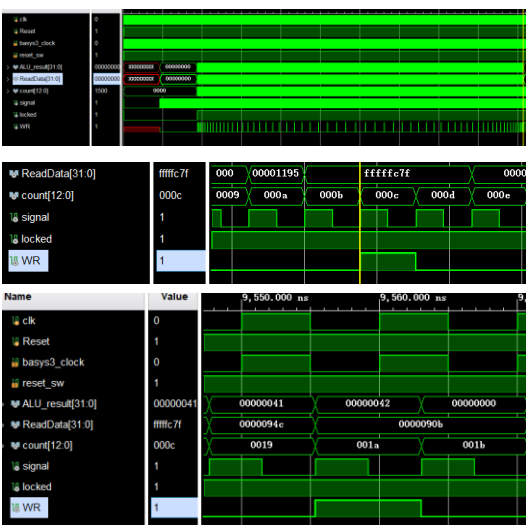 clk 0
Reset 1
basys3_clock 0
reset_sw 1
ALU_result[31:0] 00000000 XXXXXXXX 00000000
ReadData[31:0] 00000000 XXXXXXXX 00000000
count[12:0] 1500 0000
signal 1
locked 1
WR 1
ReadData[31:0] fffffc7f 000 00001195 fffffc7f 0000
count[12:0] 000c 0009 000a 000b 000c 000d 000e
signal 1
locked 1
WR 1
Name Value 9,550.000 ns 9,560.000 ns 9,
clk 0
Reset 1
basys3_clock 0
reset_sw 1
ALU_result[31:0] 00000041 00000041 00000042 00000000
ReadData[31:0] fffffc7f 0000094c 0000090b
count[12:0] 000c 0019 001a 001b
signal 1
locked 1
WR 1